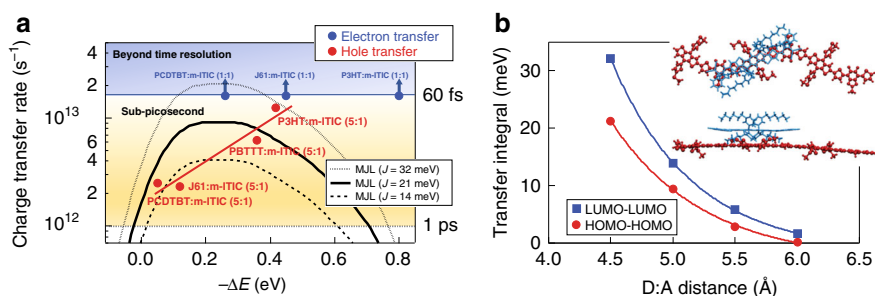 a
Electron transfer
Hole transfer
Beyond time resolution
PCDTBT:m-ITIC (1:1)
J61:m-ITIC (1:1)
P3HT:m-ITIC (1:1)
60 fs
Sub-picosecond
P3HT:m-ITIC (5:1)
PBTTT:m-ITIC (5:1)
J61:m-ITIC (5:1)
PCDTBT:m-ITIC (5:1)
MJL (J = 32 meV)
MJL (J = 21 meV)
MJL (J = 14 meV)
1 ps
Charge transfer rate (s⁻¹)
4
2
10¹³
6
4
2
10¹²
0.0
0.2
0.4
0.6
0.8
−ΔE (eV)
b
Transfer integral (meV)
30
20
10
0
LUMO-LUMO
HOMO-HOMO
4.0
4.5
5.0
5.5
6.0
6.5
D:A distance (Å)